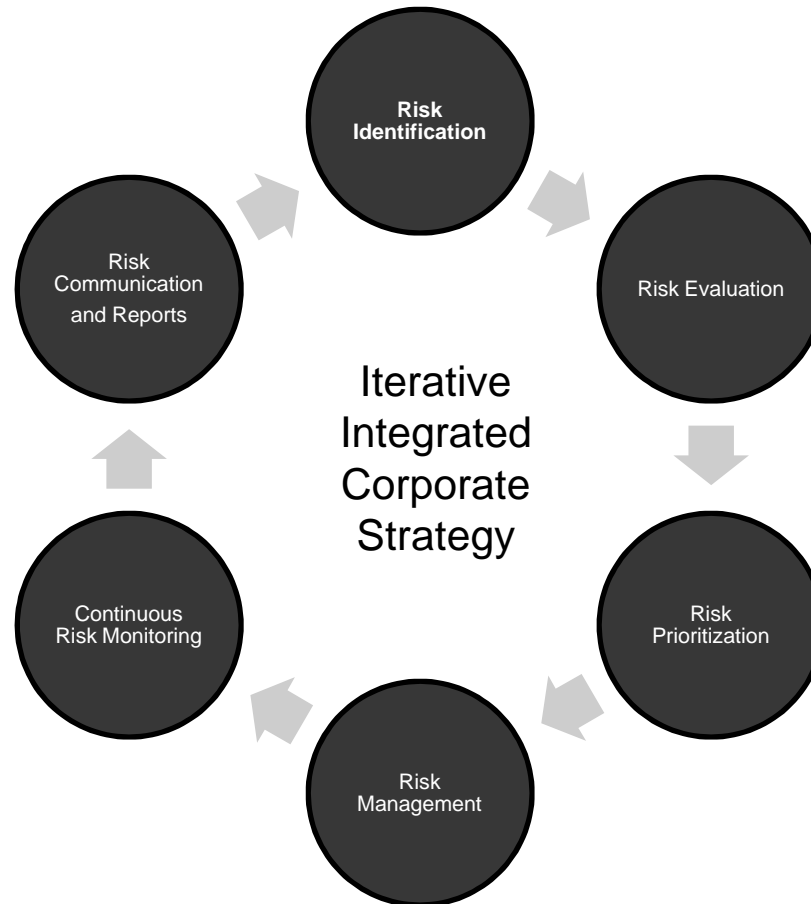 Risk
Identification
Risk Evaluation
Risk
Prioritization
Risk
Management
Continuous
Risk Monitoring
Risk
Communication
and Reports
Iterative
Integrated
Corporate
Strategy